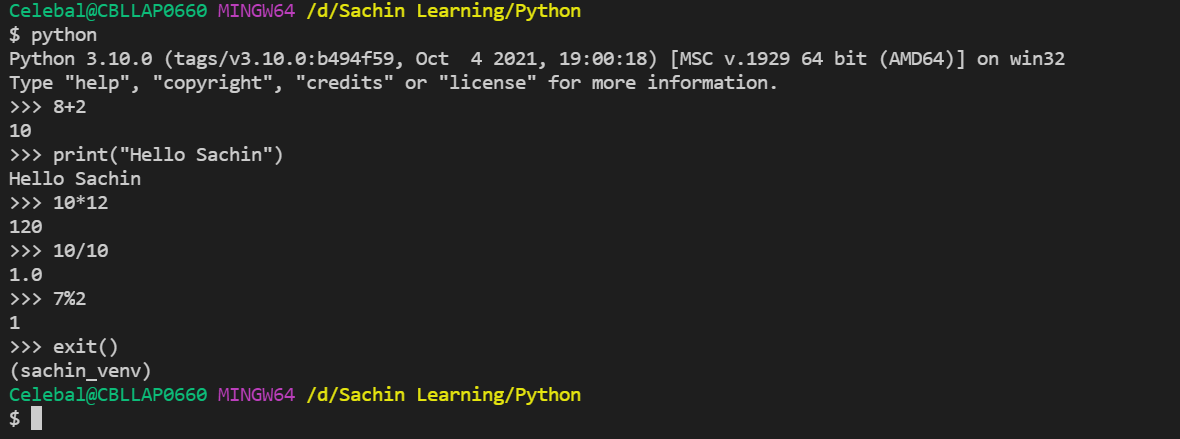 Celebal@CBLLAP0660 MINGW64 /d/Sachin Learning/Python
$ python
Python 3.10.0 (tags/v3.10.0:b494f59, Oct  4 2021, 19:00:18) [MSC v.1929 64 bit (AMD64)] on win32
Type "help", "copyright", "credits" or "license" for more information.
>>> 8+2
10
>>> print("Hello Sachin")
Hello Sachin
>>> 10*12
120
>>> 10/10
1.0
>>> 7%2
1
>>> exit()
(sachin_venv)
Celebal@CBLLAP0660 MINGW64 /d/Sachin Learning/Python
$